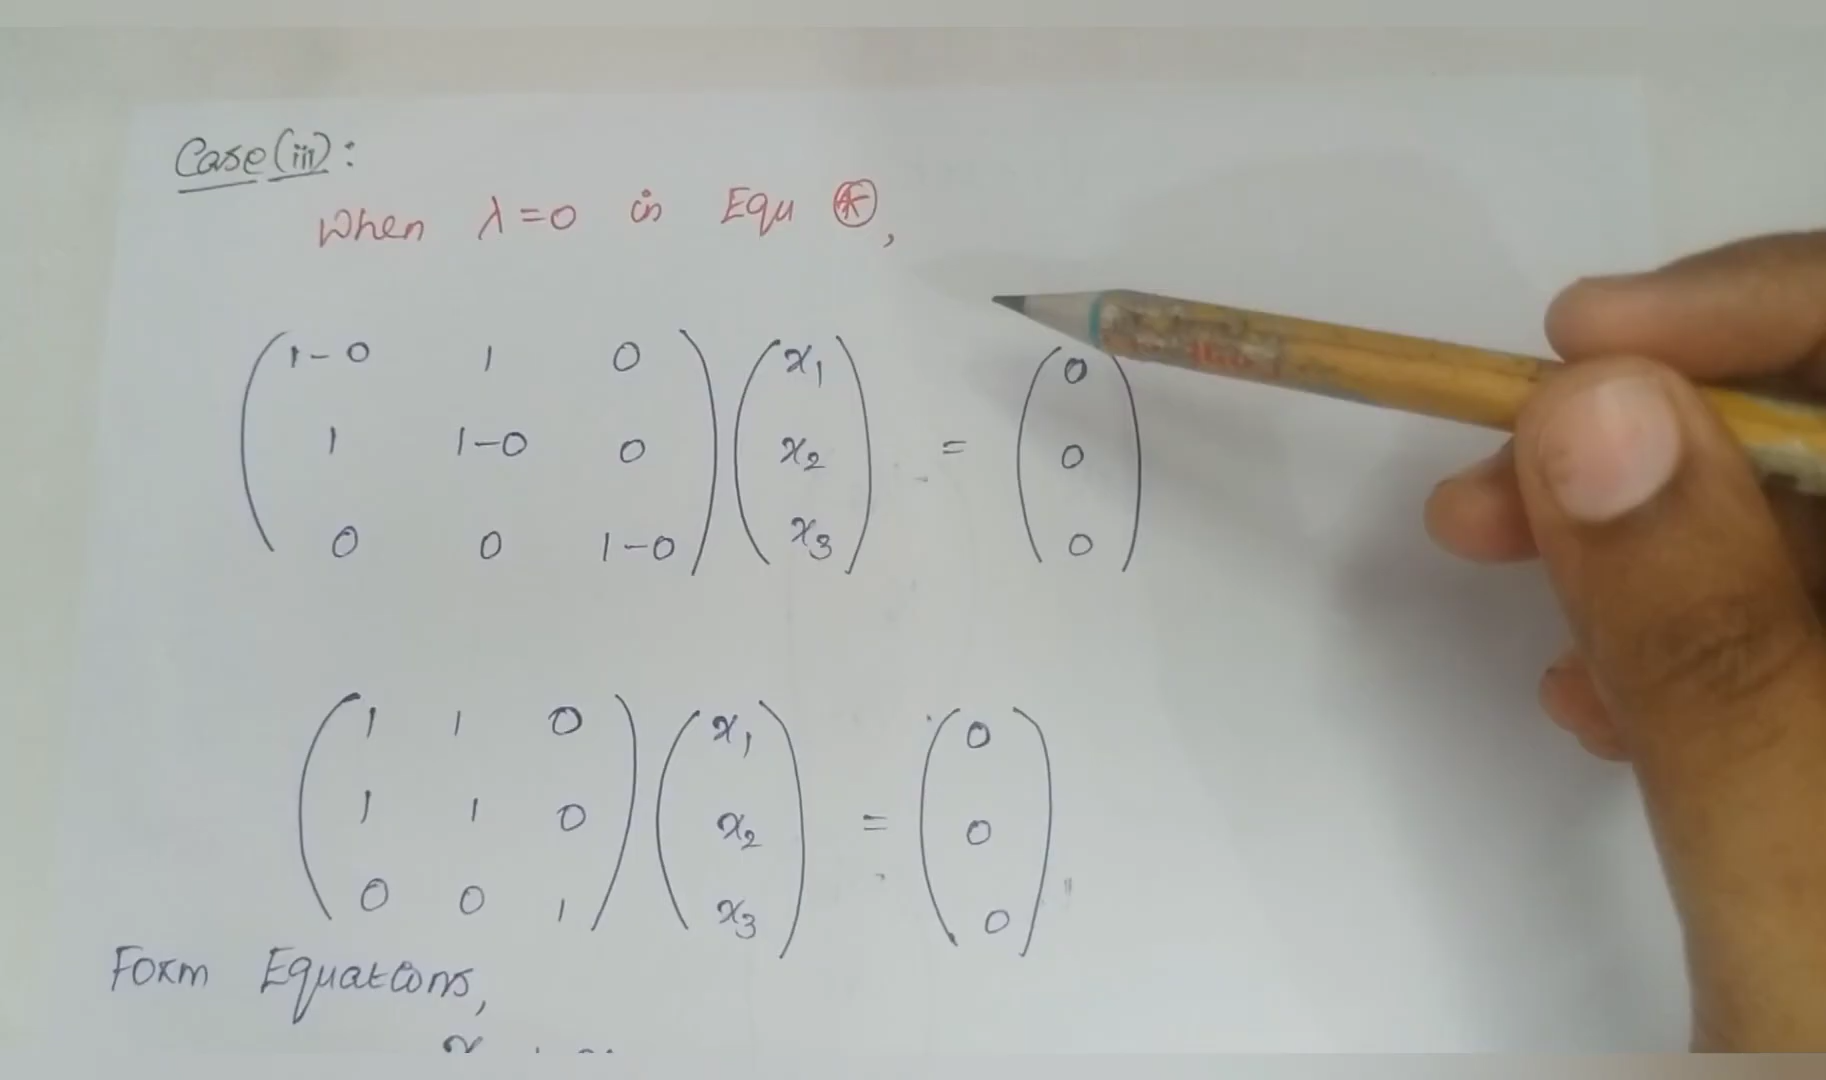 Case(iii):
When λ=0 in Equ ⊛,
( 1-0 1 0 ) ( x₁ ) ( 0 )
( 1 1-0 0 ) ( x₂ ) = ( 0 )
( 0 0 1-0 ) ( x₃ ) ( 0 )
( 1 1 0 ) ( x₁ ) ( 0 )
( 1 1 0 ) ( x₂ ) = ( 0 )
( 0 0 1 ) ( x₃ ) ( 0 )
Form Equations,